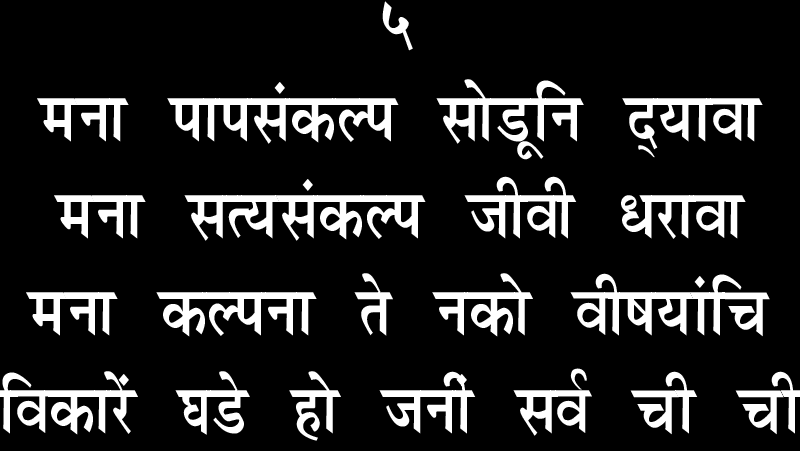 ५
मना पापसंकल्प सोडूनि द्‌यावा
मना सत्यसंकल्प जीवी धरावा
मना कल्पना ते नको वीषयांचि
विकारें घडे हो जनीं सर्व ची ची